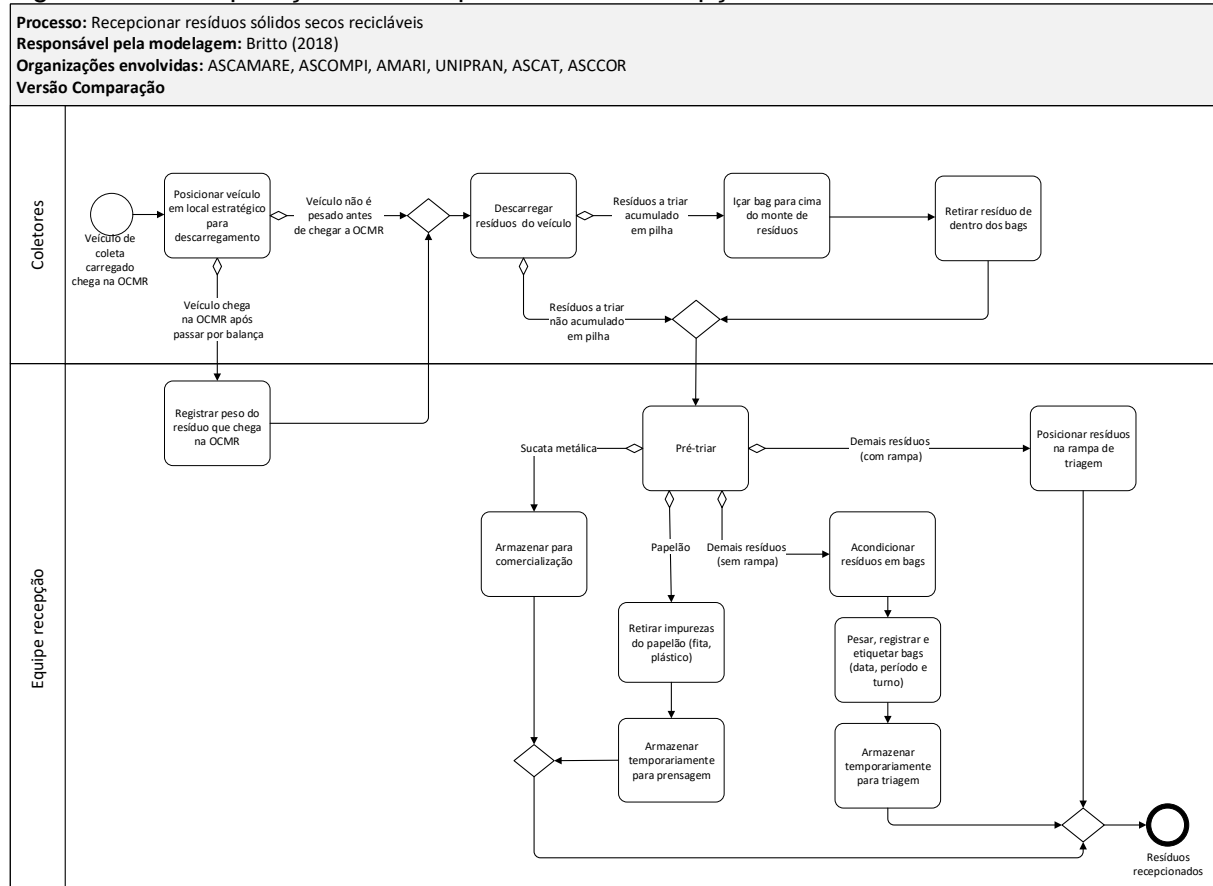 Processo: Recepcionar resíduos sólidos secos recicláveis
Responsável pela modelagem: Britto (2018)
Organizações envolvidas: ASCAMARE, ASCOMPI, AMARI, UNIPRAN, ASCAT, ASCCOR
Versão Comparação
Coletores
Veículo de
coleta
carregado
chega na OCMR
Posicionar veículo
em local estratégico
para
descarregamento
Veículo não é
pesado antes
de chegar a OCMR
Descarregar
resíduos do veículo
Resíduos a triar
acumulado
em pilha
Içar bag para cima
do monte de
resíduos
Retirar resíduo de
dentro dos bags
Veículo chega
na OCMR após
passar por balança
Resíduos a triar
não acumulado
em pilha
Equipe recepção
Registrar peso do
resíduo que chega
na OCMR
Sucata metálica
Pré-triar
Demais resíduos
(com rampa)
Posicionar resíduos
na rampa de
triagem
Armazenar para
comercialização
Papelão
Demais resíduos
(sem rampa)
Acondicionar
resíduos em bags
Retirar impurezas
do papelão (fita,
plástico)
Pesar, registrar e
etiquetar bags
(data, período e
turno)
Armazenar
temporariamente
para prensagem
Armazenar
temporariamente
para triagem
Resíduos
recepcionados